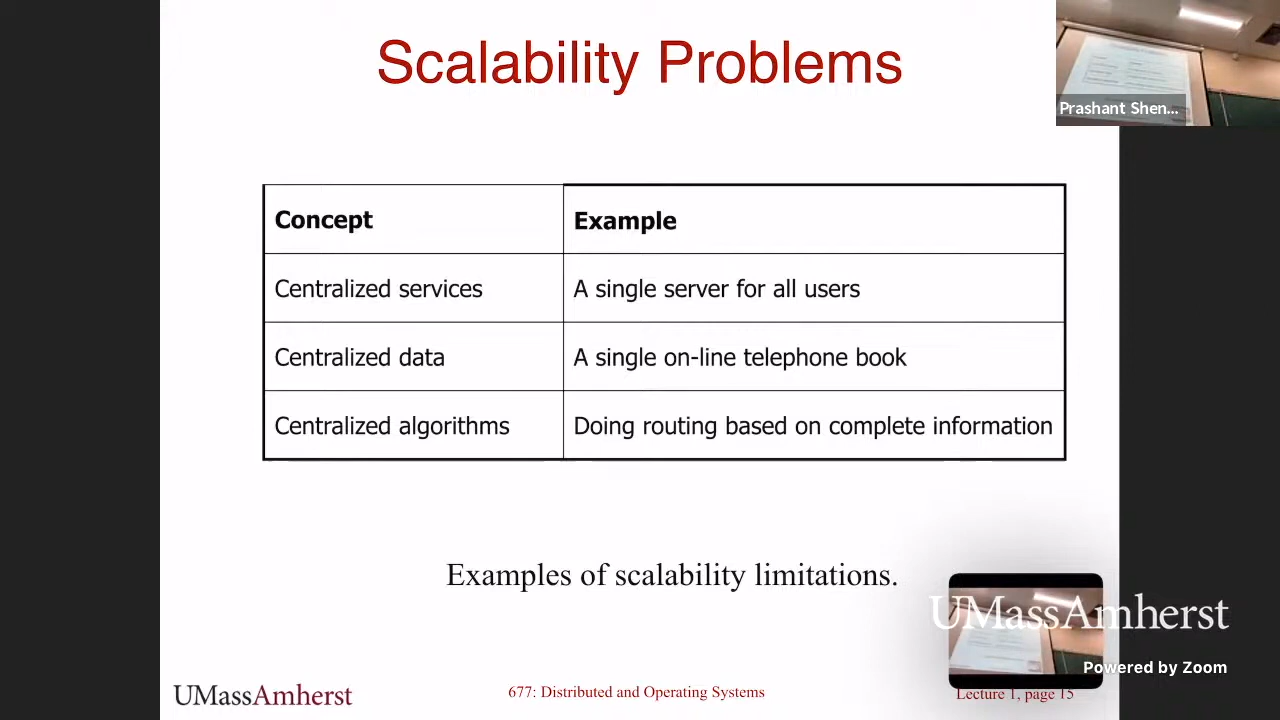 Scalability Problems
Prashant Shen...
Concept Example
Centralized services A single server for all users
Centralized data A single on-line telephone book
Centralized algorithms Doing routing based on complete information
Examples of scalability limitations.
UMassAmherst
Powered by Zoom
UMassAmherst 677: Distributed and Operating Systems Lecture 1, page 15